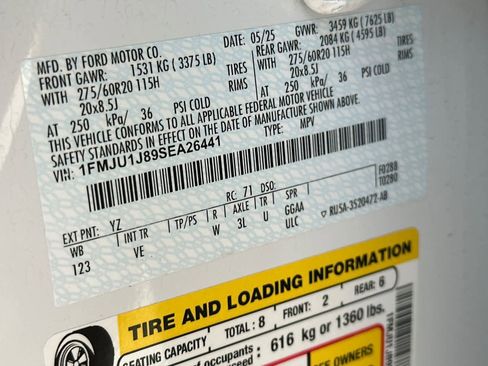 MFD. BY FORD MOTOR CO.
DATE: 05/25 GVWR: 3459 KG ( 7625 LB)
FRONT GAWR: 1531 KG ( 3375 LB) REAR GAWR: 2084 KG ( 4595 LB)
WITH 275/60R20 115H TIRES WITH 275/60R20 115H TIRES
20x8.5J RIMS 20x8.5J RIMS
AT 250 kPa/ 36 PSI COLD AT 250 kPa/ 36 PSI COLD
THIS VEHICLE CONFORMS TO ALL APPLICABLE FEDERAL MOTOR VEHICLE
SAFETY STANDARDS IN EFFECT ON THE DATE OF MANUFACTURE SHOWN ABOVE.
VIN: 1FMJU1J89SEA26441 TYPE: MPV
F0288
T0280
EXT PNT: YZ RC: 71 DSO:
WB INT TR TP/PS R AXLE TR SPR
123 VE W 3L U GGAA
ULC RU5A-3520472-AB
TIRE AND LOADING INFORMATION
SEATING CAPACITY TOTAL: 8 FRONT: 2 REAR: 6
of occupants
616 kg or 1360 lbs.
OWNERS